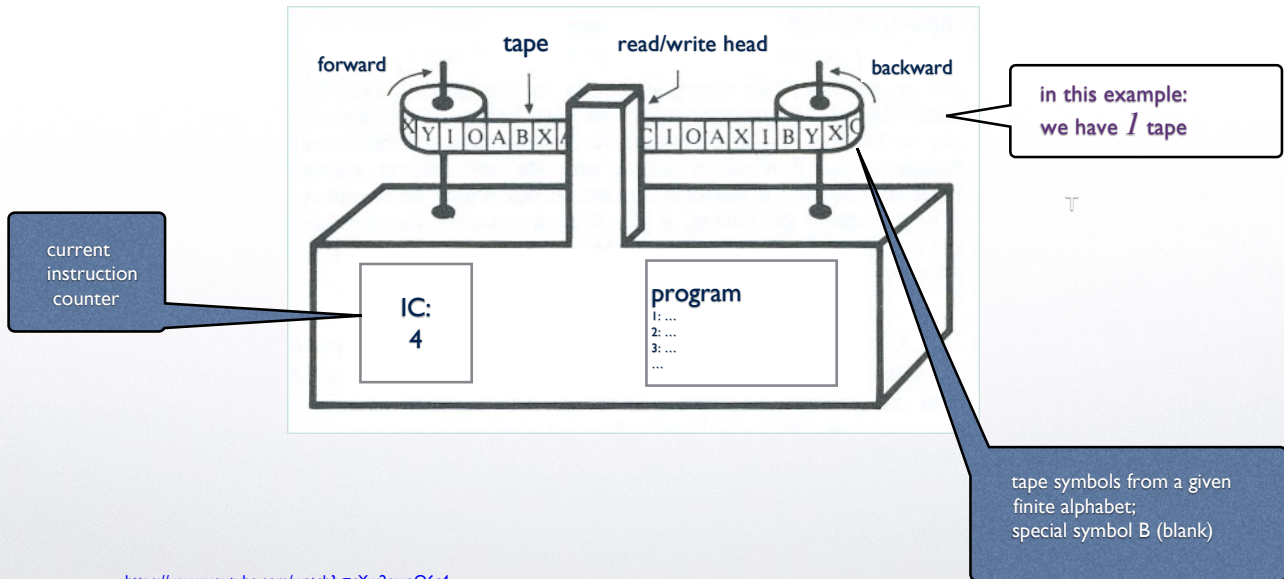 tape
read/write head
forward
backward
in this example:
we have 1 tape
X Y I O A B X A
C I O A X I B Y X C
current
instruction
counter
IC:
4
program
1: ...
2: ...
3: ...
...
tape symbols from a given
finite alphabet;
special symbol B (blank)